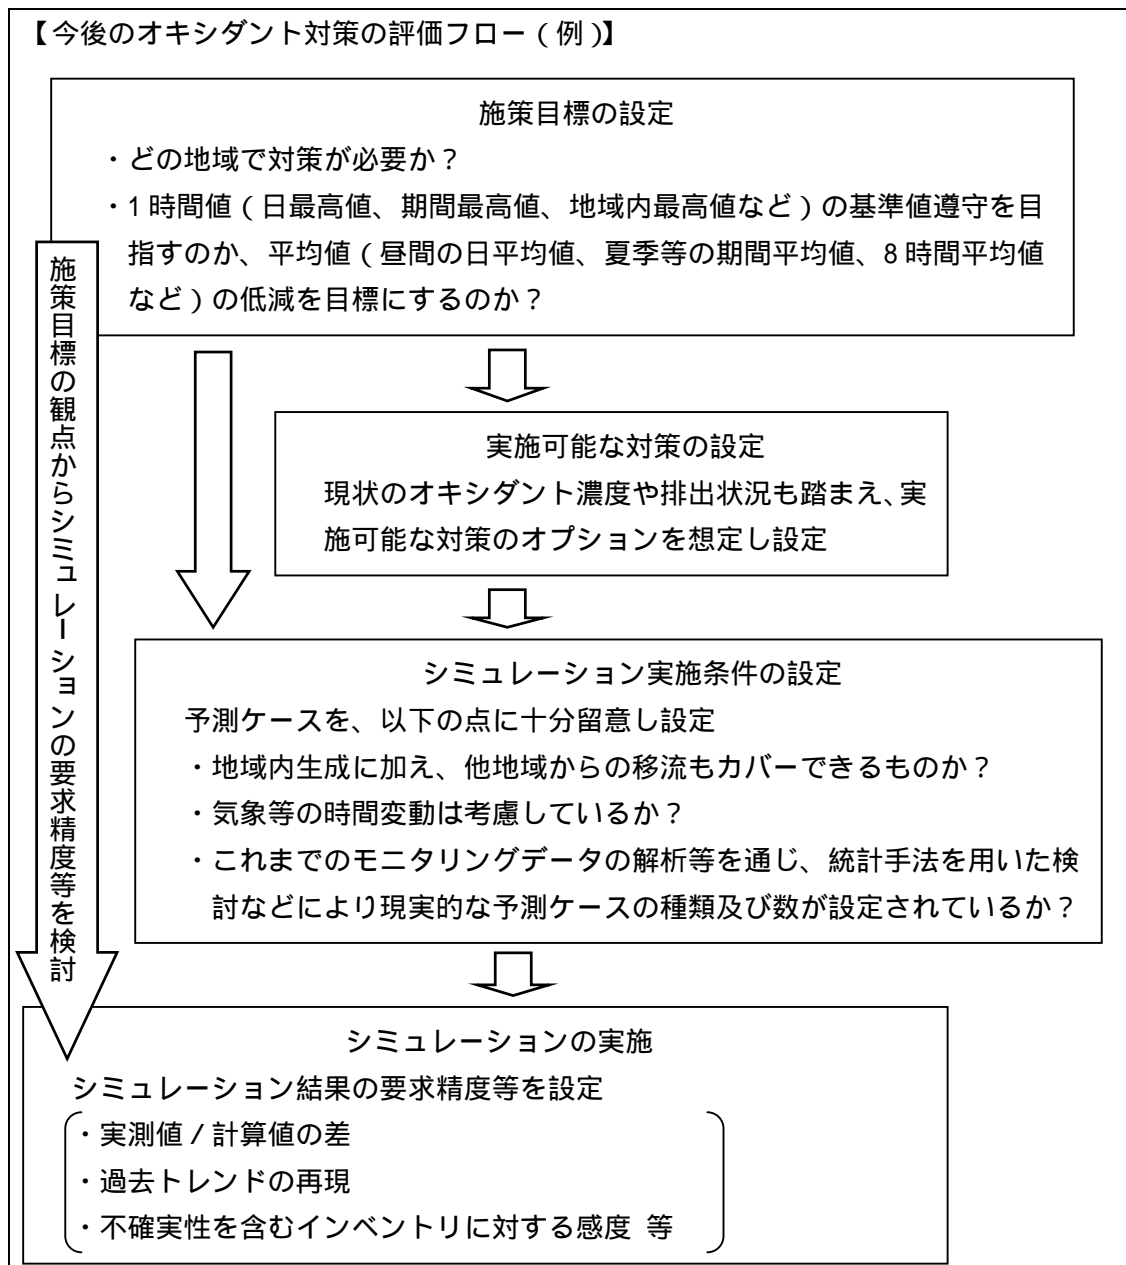 【今後のオキシダント対策の評価フロー（例）】
施策目標の設定
・どの地域で対策が必要か？
・1時間値（日最高値、期間最高値、地域内最高値など）の基準値遵守を目
指すのか、平均値（昼間の日平均値、夏季等の期間平均値、8時間平均値
など）の低減を目標にするのか？
施策目標の観点からシミュレーションの要求精度等を検討
実施可能な対策の設定
現状のオキシダント濃度や排出状況も踏まえ、実
施可能な対策のオプションを想定し設定
シミュレーション実施条件の設定
予測ケースを、以下の点に十分留意し設定
・地域内生成に加え、他地域からの移流もカバーできるものか？
・気象等の時間変動は考慮しているか？
・これまでのモニタリングデータの解析等を通じ、統計手法を用いた検
討などにより現実的な予測ケースの種類及び数が設定されているか？
シミュレーションの実施
シミュレーション結果の要求精度等を設定
・実測値／計算値の差
・過去トレンドの再現
・不確実性を含むインベントリに対する感度 等